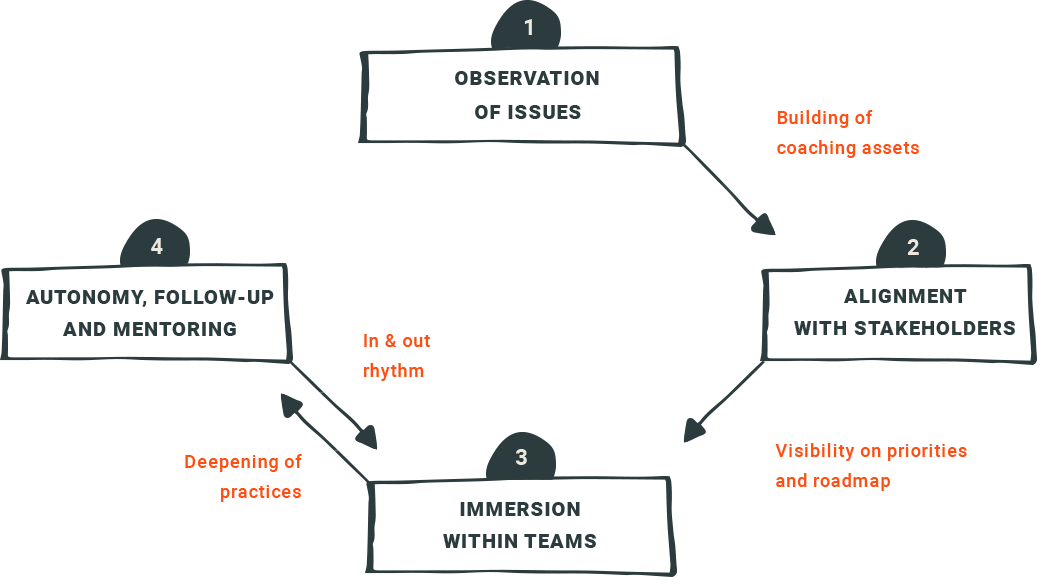 1
OBSERVATION
OF ISSUES
Building of
coaching assets
2
ALIGNMENT
WITH STAKEHOLDERS
Visibility on priorities
and roadmap
3
IMMERSION
WITHIN TEAMS
Deepening of
practices
4
AUTONOMY, FOLLOW-UP
AND MENTORING
In & out
rhythm